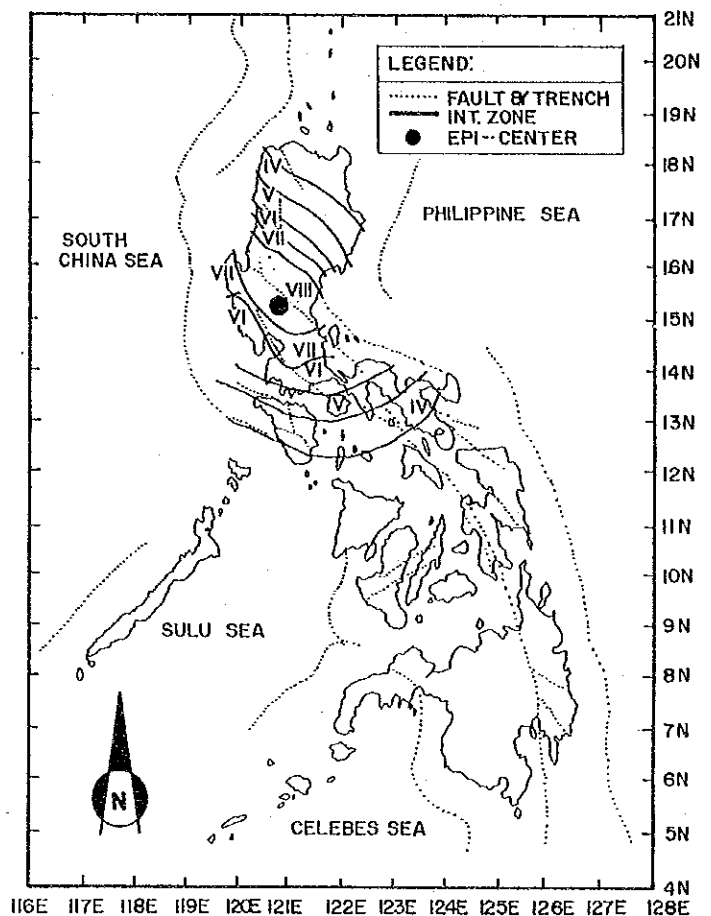 21N
20N
19N
18N
17N
16N
15N
14N
13N
12N
11N
10N
9N
8N
7N
6N
5N
4N
LEGEND:
FAULT & TRENCH
INT. ZONE
EPI-CENTER
PHILIPPINE SEA
SOUTH
CHINA SEA
IV
V
VI
VII
VII
VIII
VI
VII
VI
V
IV
SULU SEA
CELEBES SEA
N
116E 117E 118E 119E 120E 121E 122E 123E 124E 125E 126E 127E 128E